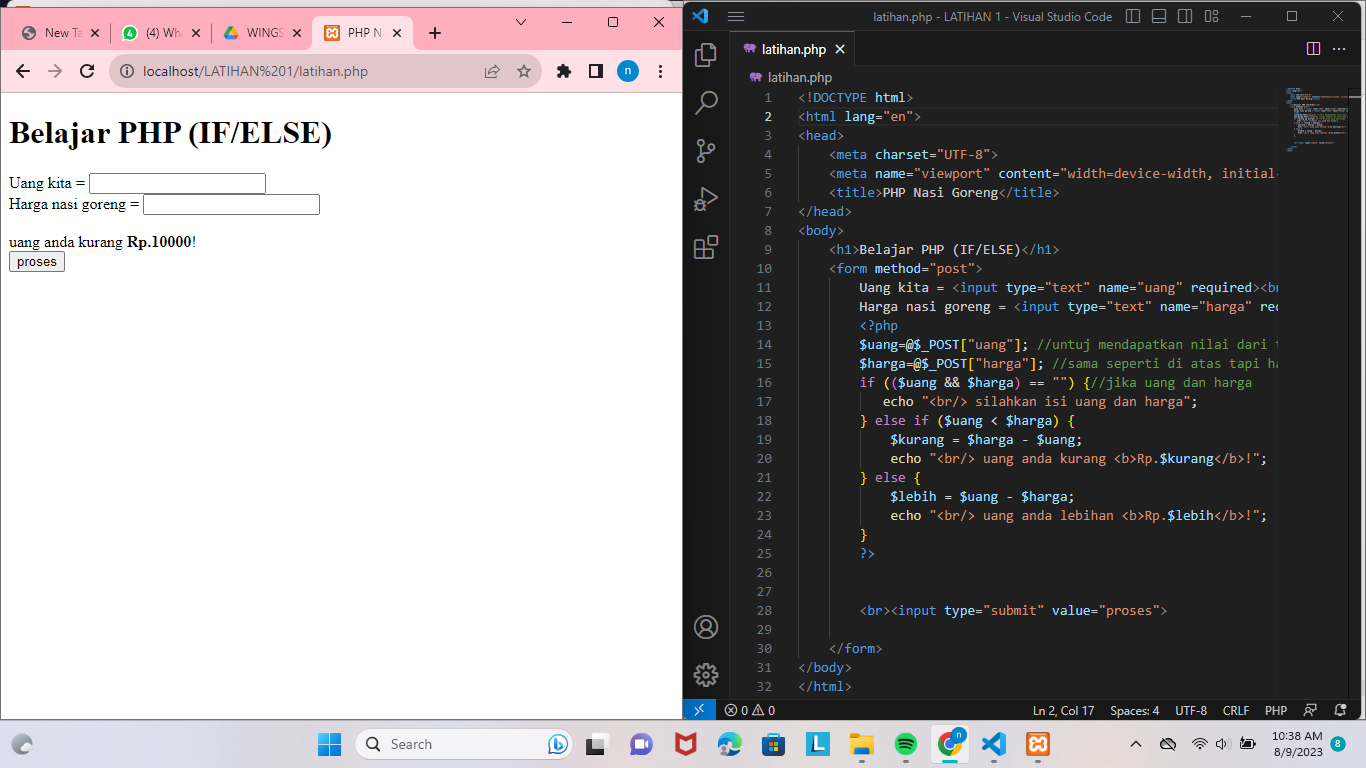 New Ta
(4) Wha
WINGS
PHP Na
localhost/LATIHAN%201/latihan.php
n
Belajar PHP (IF/ELSE)
Uang kita =
Harga nasi goreng =
uang anda kurang Rp.10000!
proses
latihan.php - LATIHAN 1 - Visual Studio Code
latihan.php
latihan.php
1 <!DOCTYPE html>
2 <html lang="en">
3 <head>
4 <meta charset="UTF-8">
5 <meta name="viewport" content="width=device-width, initial-
6 <title>PHP Nasi Goreng</title>
7 </head>
8 <body>
9 <h1>Belajar PHP (IF/ELSE)</h1>
10 <form method="post">
11 Uang kita = <input type="text" name="uang" required><br
12 Harga nasi goreng = <input type="text" name="harga" req
13 <?php
14 $uang=@$_POST["uang"]; //untuj mendapatkan nilai dari
15 $harga=@$_POST["harga"]; //sama seperti di atas tapi ha
16 if (($uang && $harga) == "") {//jika uang dan harga
17 echo "<br/> silahkan isi uang dan harga";
18 } else if ($uang < $harga) {
19 $kurang = $harga - $uang;
20 echo "<br/> uang anda kurang <b>Rp.$kurang</b>!";
21 } else {
22 $lebih = $uang - $harga;
23 echo "<br/> uang anda lebihan <b>Rp.$lebih</b>!";
24 }
25 ?>
26
27
28 <br><input type="submit" value="proses">
29
30 </form>
31 </body>
32 </html>
0 0
Ln 2, Col 17 Spaces: 4 UTF-8 CRLF PHP
Search
10:38 AM
8/9/2023
8